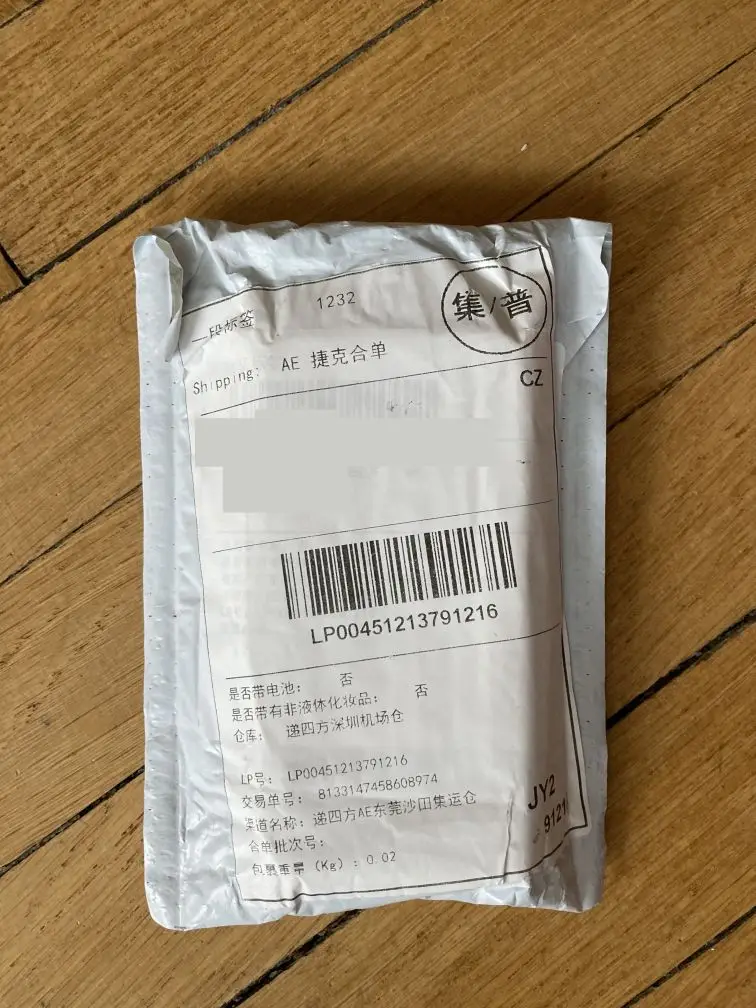 一段标签 1232 集/普
Shipping: AE 捷克合单
CZ
LP00451213791216
是否带电池: 否
是否带有非液体化妆品: 否
仓库: 递四方深圳机场仓
LP号: LP00451213791216
交易单号: 8133147458608974
渠道名称: 递四方AE东莞沙田集运仓
合单批次号:
包裹重量 (Kg) : 0.02
JY2